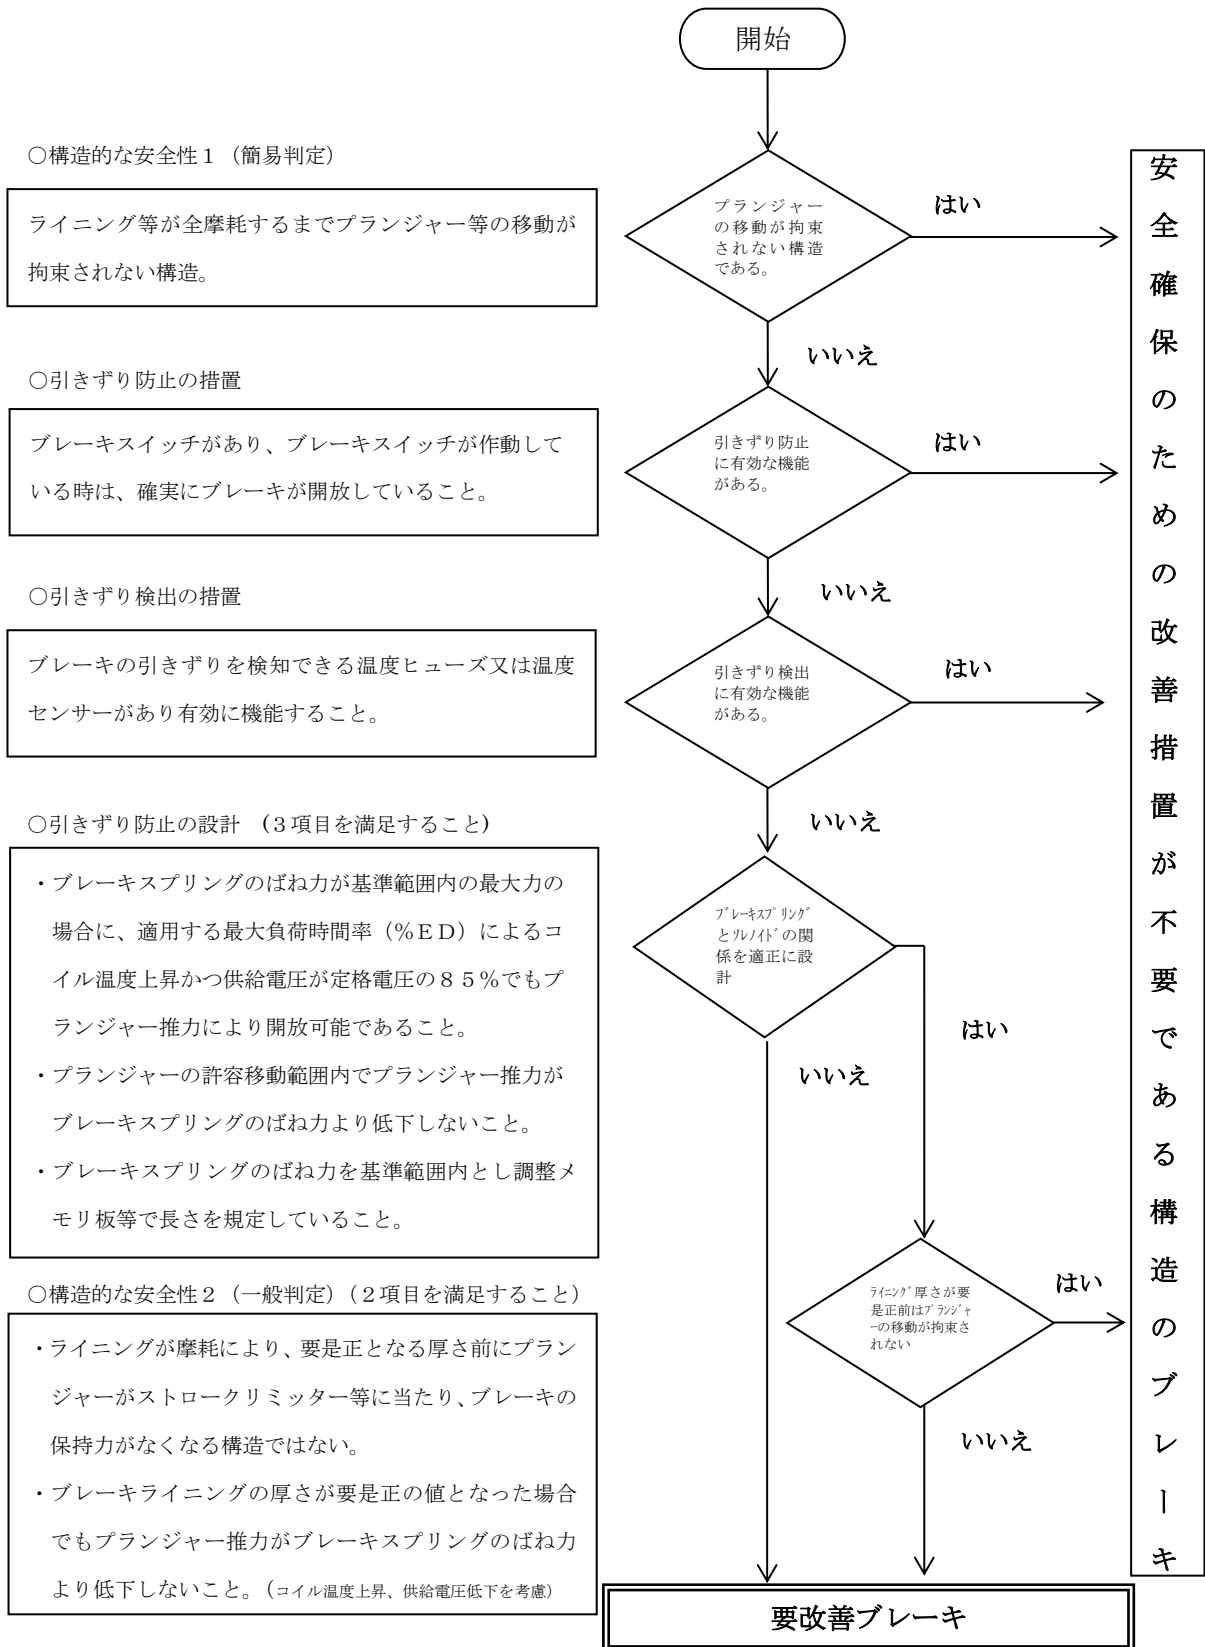 開始
○構造的な安全性1（簡易判定）
ライニング等が全摩耗するまでプランジャー等の移動が
拘束されない構造。
プランジャー
の移動が拘束
されない構造
である。
はい
いいえ
○引きずり防止の措置
ブレーキスイッチがあり、ブレーキスイッチが作動して
いる時は、確実にブレーキが開放していること。
引きずり防止
に有効な機能
がある。
はい
いいえ
○引きずり検出の措置
ブレーキの引きずりを検知できる温度ヒューズ又は温度
センサーがあり有効に機能すること。
引きずり検出
に有効な機能
がある。
はい
いいえ
○引きずり防止の設計 （３項目を満足すること）
・ブレーキスプリングのばね力が基準範囲内の最大力の
場合に、適用する最大負荷時間率（％ＥＤ）によるコ
イル温度上昇かつ供給電圧が定格電圧の８５％でもプ
ランジャー推力により開放可能であること。
・プランジャーの許容移動範囲内でプランジャー推力が
ブレーキスプリングのばね力より低下しないこと。
・ブレーキスプリングのばね力を基準範囲内とし調整メ
モリ板等で長さを規定していること。
ﾌﾞﾚｰｷｽﾌﾟﾘﾝｸﾞ
とｿﾚﾉｲﾄﾞの関
係を適正に設
計
はい
いいえ
○構造的な安全性２（一般判定）（２項目を満足すること）
・ライニングが摩耗により、要是正となる厚さ前にプラン
ジャーがストロークリミッター等に当たり、ブレーキの
保持力がなくなる構造ではない。
・ブレーキライニングの厚さが要是正の値となった場合
でもプランジャー推力がブレーキスプリングのばね力
より低下しないこと。（コイル温度上昇、供給電圧低下を考慮）
ﾗｲﾆﾝｸﾞ厚さが要
是正前はﾌﾟﾗﾝｼﾞｬ
ｰの移動が拘束さ
れない
はい
いいえ
安全確保のための改善措置が不要である構造のブレーキ
要改善ブレーキ